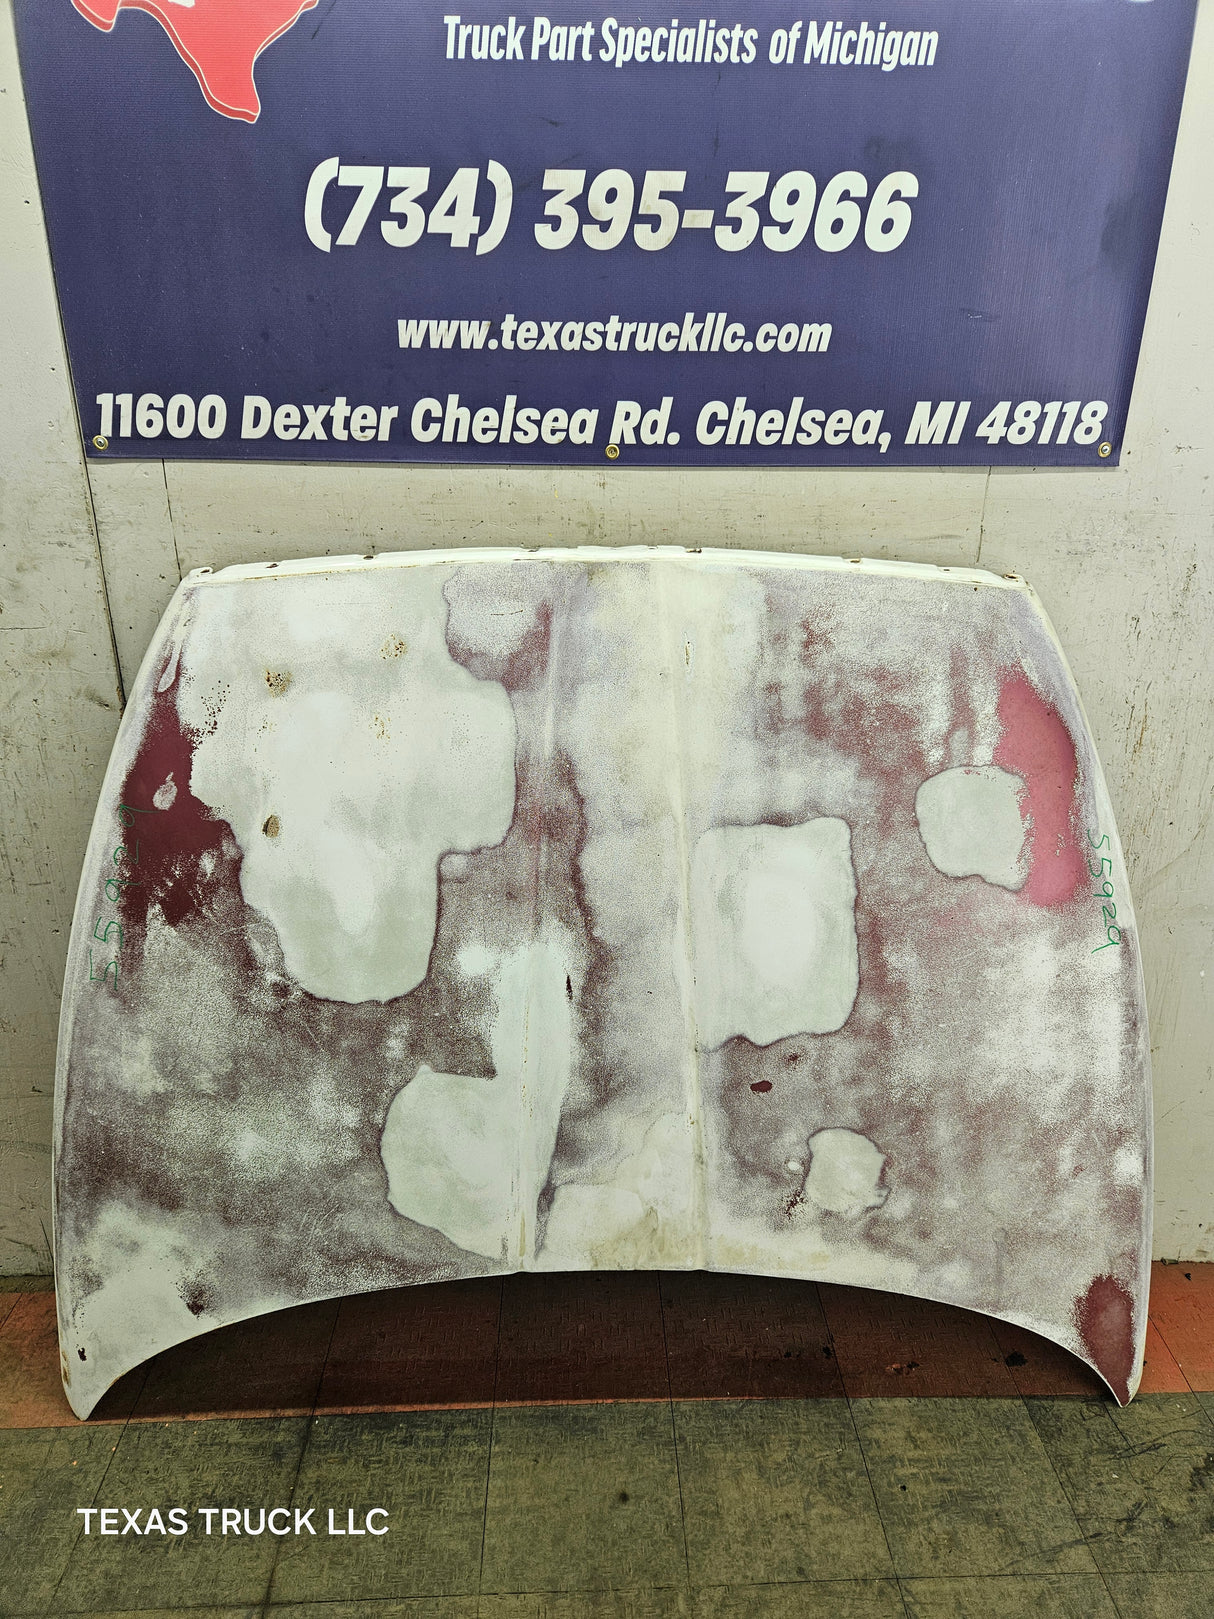 Truck Part Specialists of Michigan
(734) 395-3966
www.texastruckllc.com
11600 Dexter Chelsea Rd. Chelsea, MI 48118
55929
55929
TEXAS TRUCK LLC